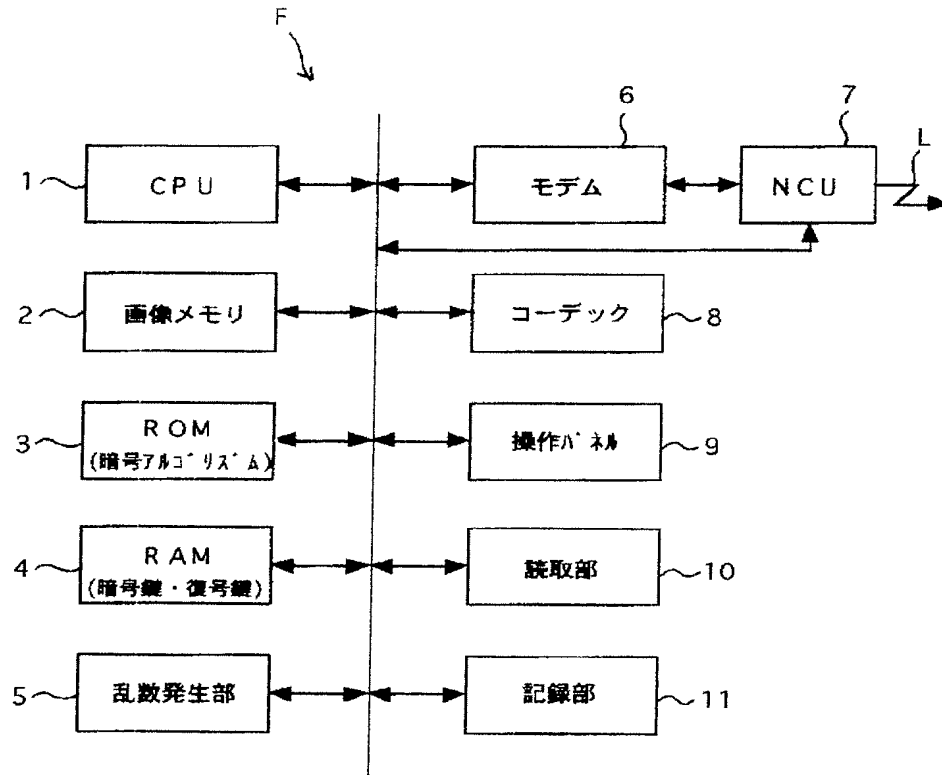 F
6
7
L
1
CPU
モデム
NCU
2
画像メモリ
コーデック
8
3
ROM
(暗号ｱﾙｺﾞﾘｽﾞﾑ)
操作ﾊﾟﾈﾙ
9
4
RAM
(暗号鍵・復号鍵)
読取部
10
5
乱数発生部
記録部
11